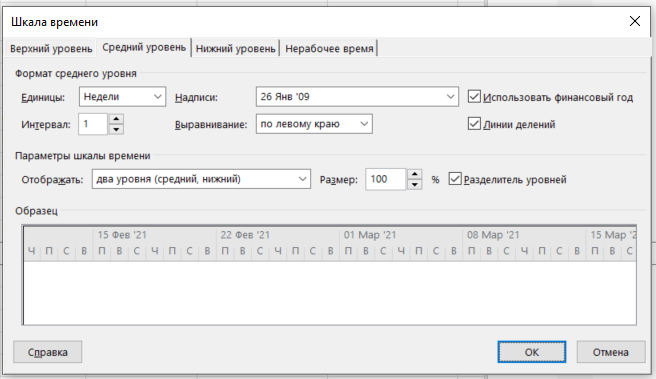 Шкала времени
Верхний уровень Средний уровень Нижний уровень Нерабочее время
Формат среднего уровня
Единицы: Недели Надписи: 26 Янв '09 Использовать финансовый год
Интервал: 1 Выравнивание: по левому краю Линии делений
Параметры шкалы времени
Отображать: два уровня (средний, нижний) Размер: 100 % Разделитель уровней
Образец
15 Фев '21 22 Фев '21 01 Мар '21 08 Мар '21 15 Мар '2
Ч П С В П В С Ч П С В П В С Ч П С В П В С Ч П С В П В С Ч П С В П В С
Справка ОК Отмена